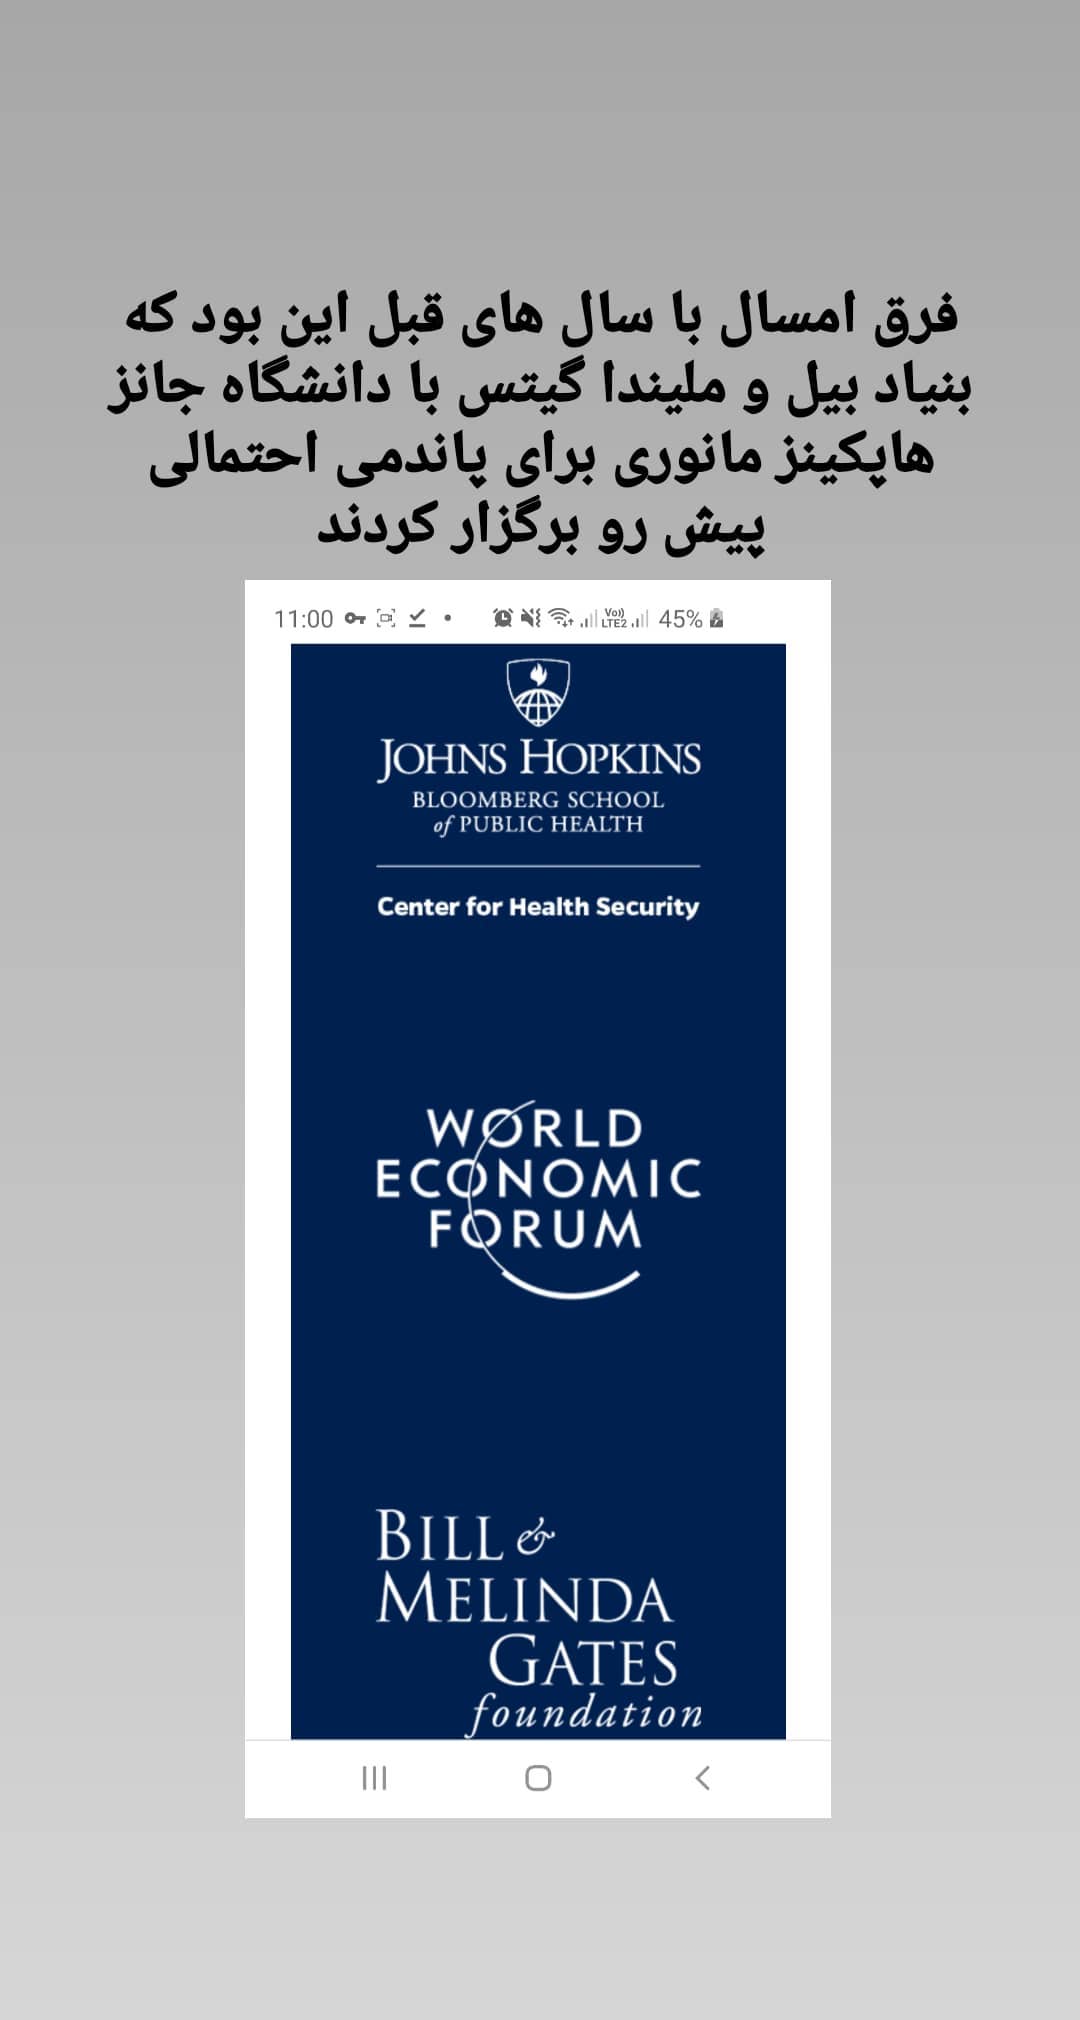 فرق امسال با سال های قبل این بود که
بنیاد بیل و ملیندا گیتس با دانشگاه جانز
هاپکینز مانوری برای پاندمی احتمالی
پیش رو برگزار کردند
11:00 Vo)) LTE2 45%
JOHNS HOPKINS
BLOOMBERG SCHOOL
of PUBLIC HEALTH
Center for Health Security
WORLD
ECONOMIC
FORUM
BILL &
MELINDA
GATES
foundation